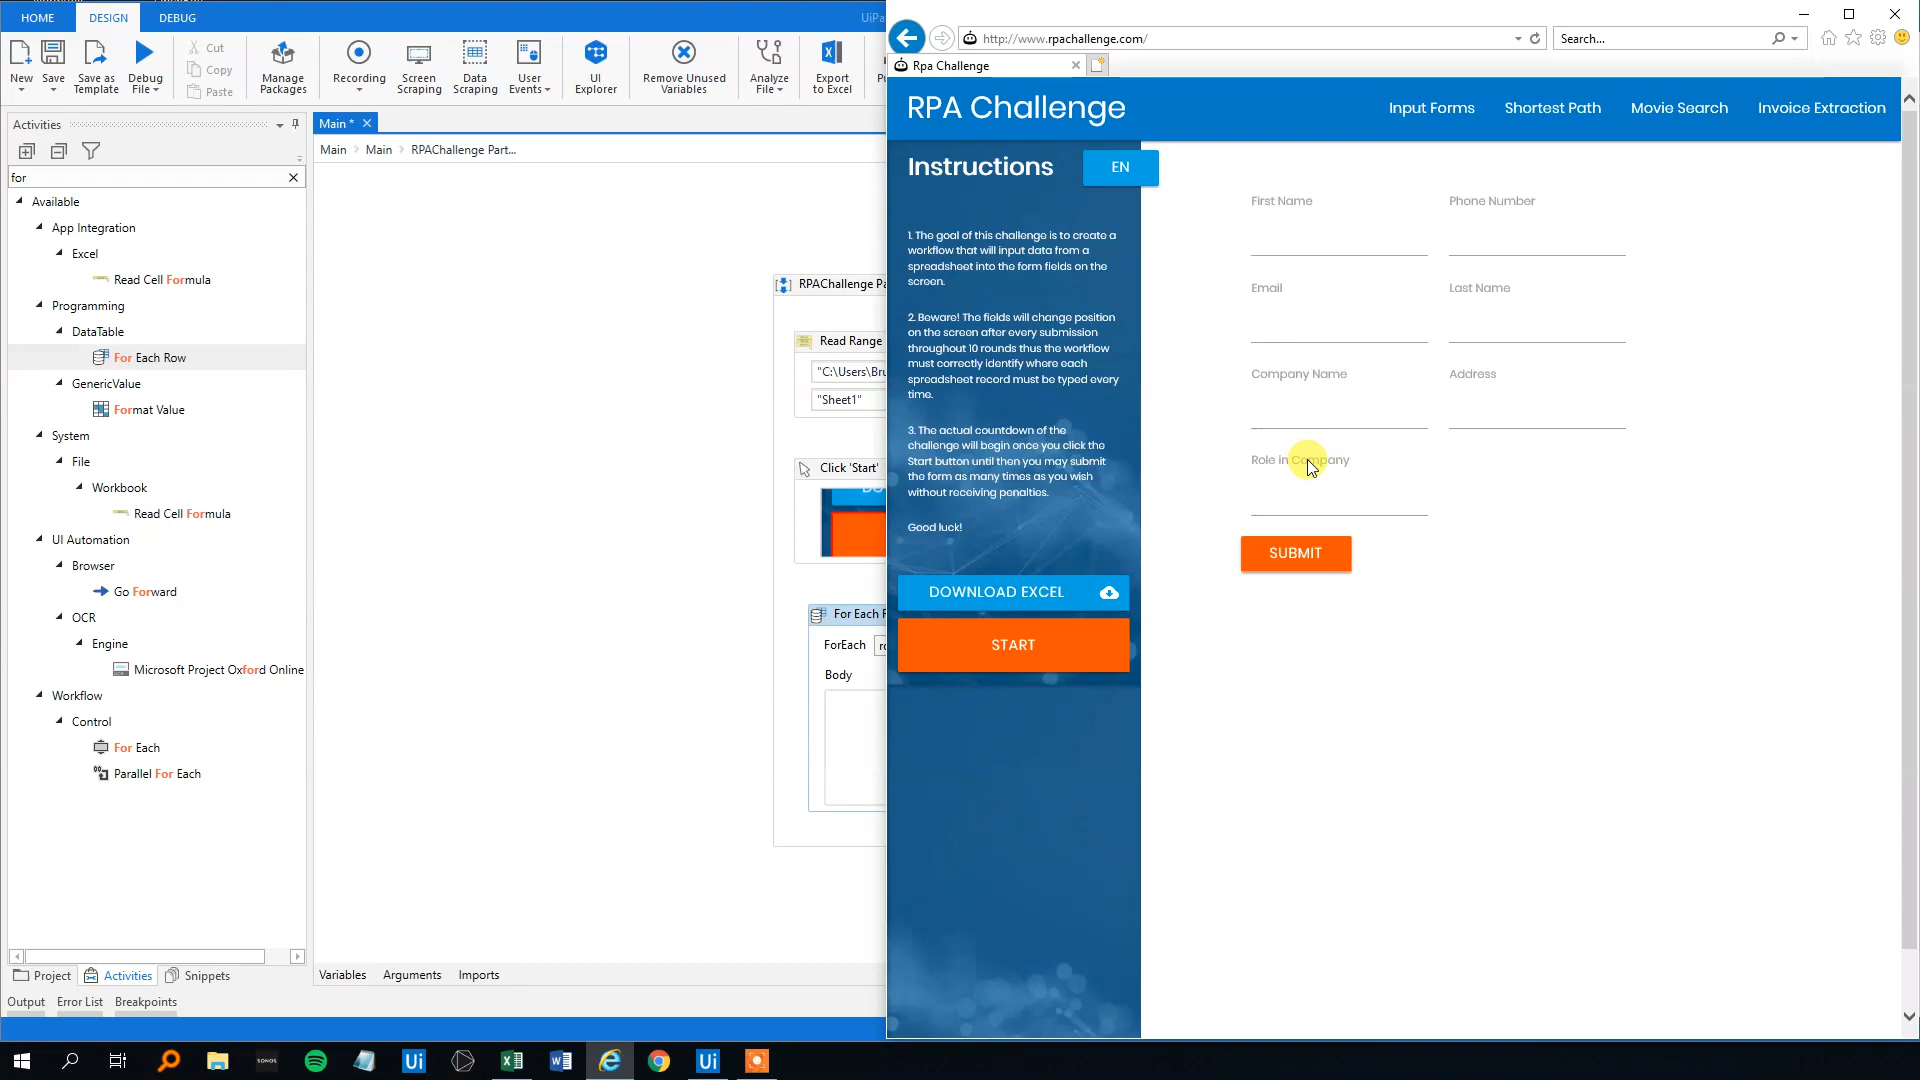 HOME
DESIGN
DEBUG
UiPa
New
Save
Save as
Template
Debug
File
Cut
Copy
Paste
Manage
Packages
Recording
Screen
Scraping
Data
Scraping
User
Events
UI
Explorer
Remove Unused
Variables
Analyze
File
Export
to Excel
Activities
for
Available
App Integration
Excel
Read Cell Formula
Programming
DataTable
For Each Row
GenericValue
Format Value
System
File
Workbook
Read Cell Formula
UI Automation
Browser
Go Forward
OCR
Engine
Microsoft Project Oxford Online
Workflow
Control
For Each
Parallel For Each
Project
Activities
Snippets
Output
Error List
Breakpoints
Main *
Main
Main
RPAChallenge Part...
RPAChallenge Pa
Read Range
"C:\Users\Bru
"Sheet1"
Click 'Start'
For Each R
ForEach
Body
Variables
Arguments
Imports
http://www.rpachallenge.com/
Search...
Rpa Challenge
RPA Challenge
Input Forms
Shortest Path
Movie Search
Invoice Extraction
Instructions
EN
1. The goal of this challenge is to create a
workflow that will input data from a
spreadsheet into the form fields on the
screen.
2. Beware! The fields will change position
on the screen after every submission
throughout 10 rounds thus the workflow
must correctly identify where each
spreadsheet record must be typed every
time.
3. The actual countdown of the
challenge will begin once you click the
Start button until then you may submit
the form as many times as you wish
without receiving penalties.
Good luck!
DOWNLOAD EXCEL
START
First Name
Phone Number
Email
Last Name
Company Name
Address
Role in Company
SUBMIT
SONOS
Ui
Ui